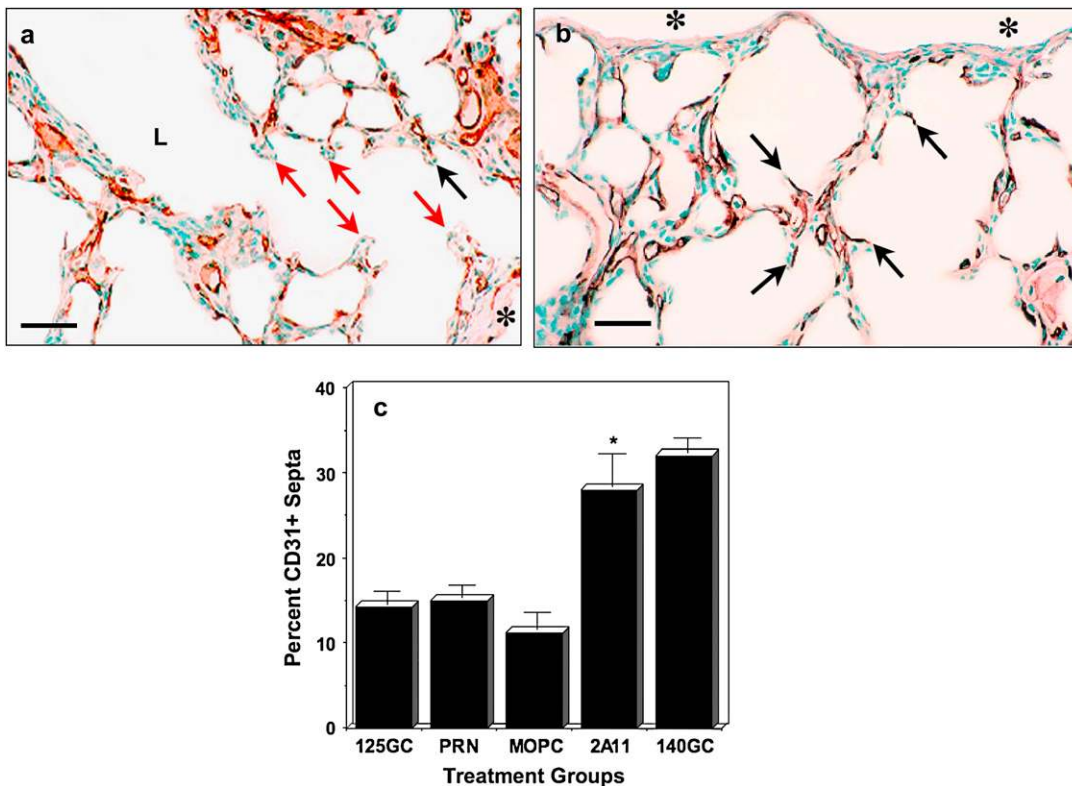 a
L
*
b
* *
c
40
30
20
10
0
Percent CD31+ Septa
*
125GC PRN MOPC 2A11 140GC
Treatment Groups